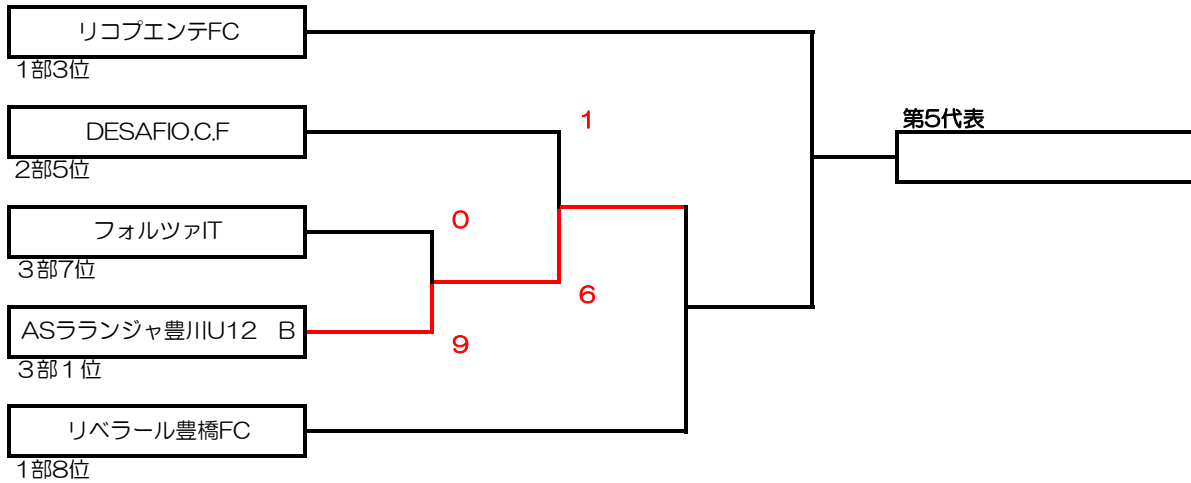 リコプエンテFC
1部3位
DESAFIO.C.F
2部5位
フォルツァIT
３部7位
ASラランジャ豊川U12　B
３部１位
リベラール豊橋FC
1部8位
1
0
6
9
第5代表